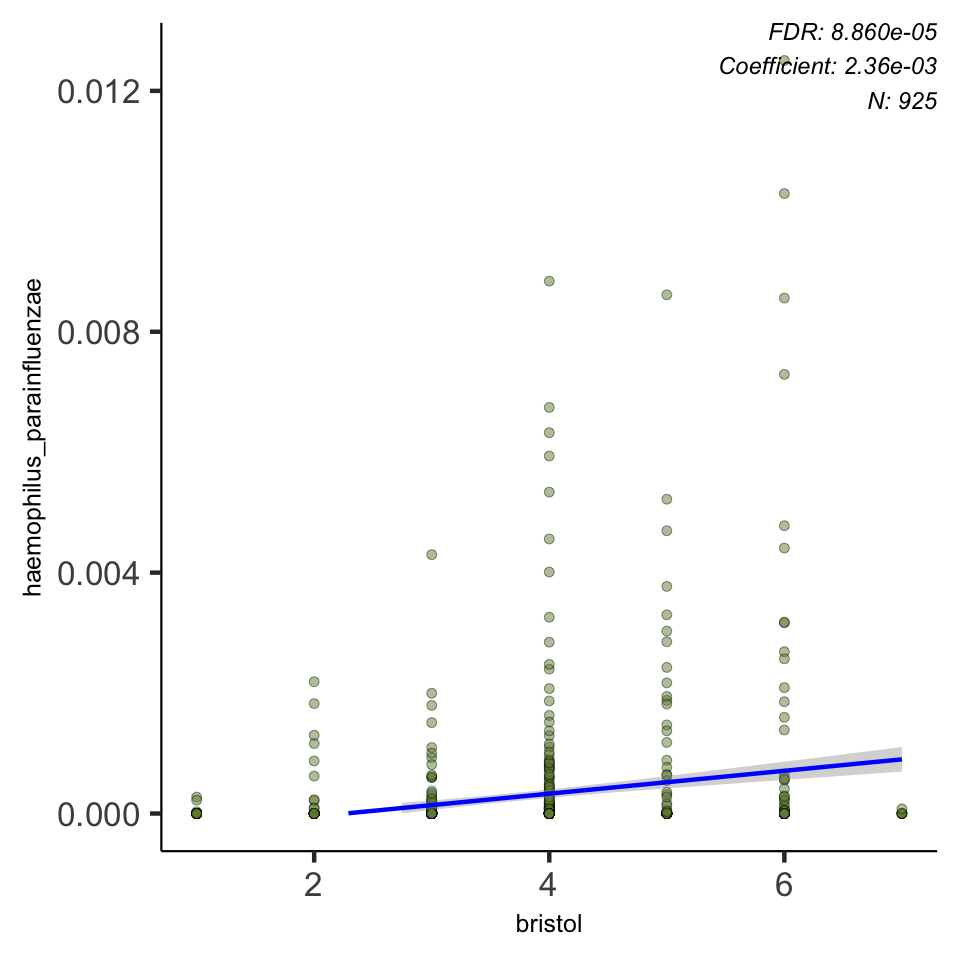 FDR: 8.860e-05
Coefficient: 2.36e-03
N: 925
0.012
0.008
0.004
0.000
haemophilus_parainfluenzae
2 4 6
bristol